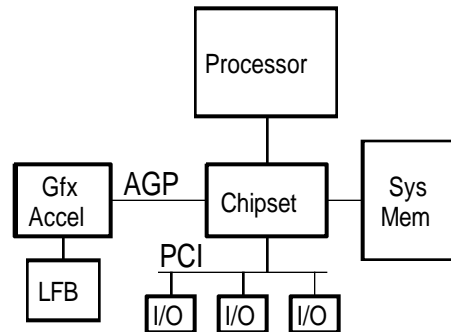 Processor
Gfx
Accel
AGP
Chipset
Sys
Mem
PCI
LFB
I/O
I/O
I/O